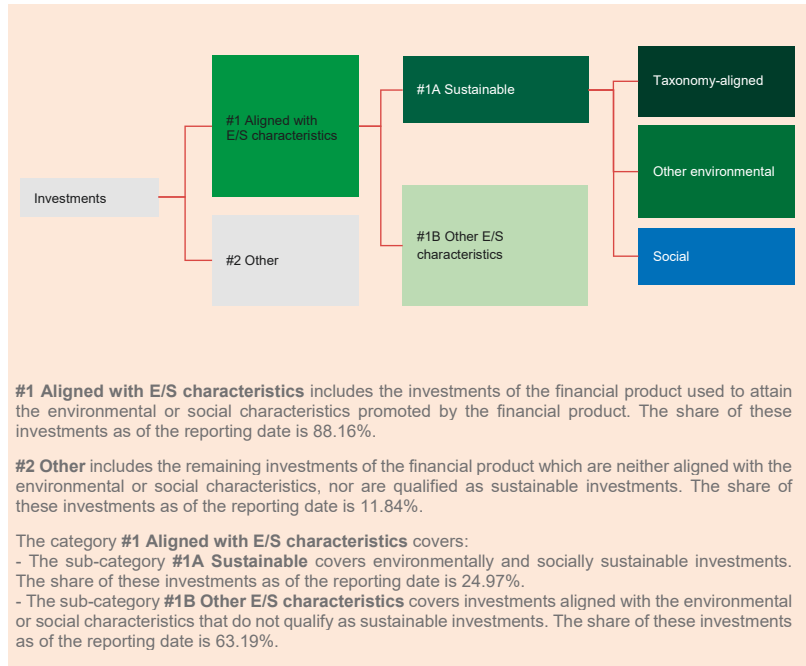 Investments
#1 Aligned with
E/S characteristics
#2 Other
#1A Sustainable
#1B Other E/S
characteristics
Taxonomy-aligned
Other environmental
Social
#1 Aligned with E/S characteristics includes the investments of the financial product used to attain
the environmental or social characteristics promoted by the financial product. The share of these
investments as of the reporting date is 88.16%.
#2 Other includes the remaining investments of the financial product which are neither aligned with the
environmental or social characteristics, nor are qualified as sustainable investments. The share of
these investments as of the reporting date is 11.84%.
The category #1 Aligned with E/S characteristics covers:
- The sub-category #1A Sustainable covers environmentally and socially sustainable investments.
The share of these investments as of the reporting date is 24.97%.
- The sub-category #1B Other E/S characteristics covers investments aligned with the environmental
or social characteristics that do not qualify as sustainable investments. The share of these investments
as of the reporting date is 63.19%.